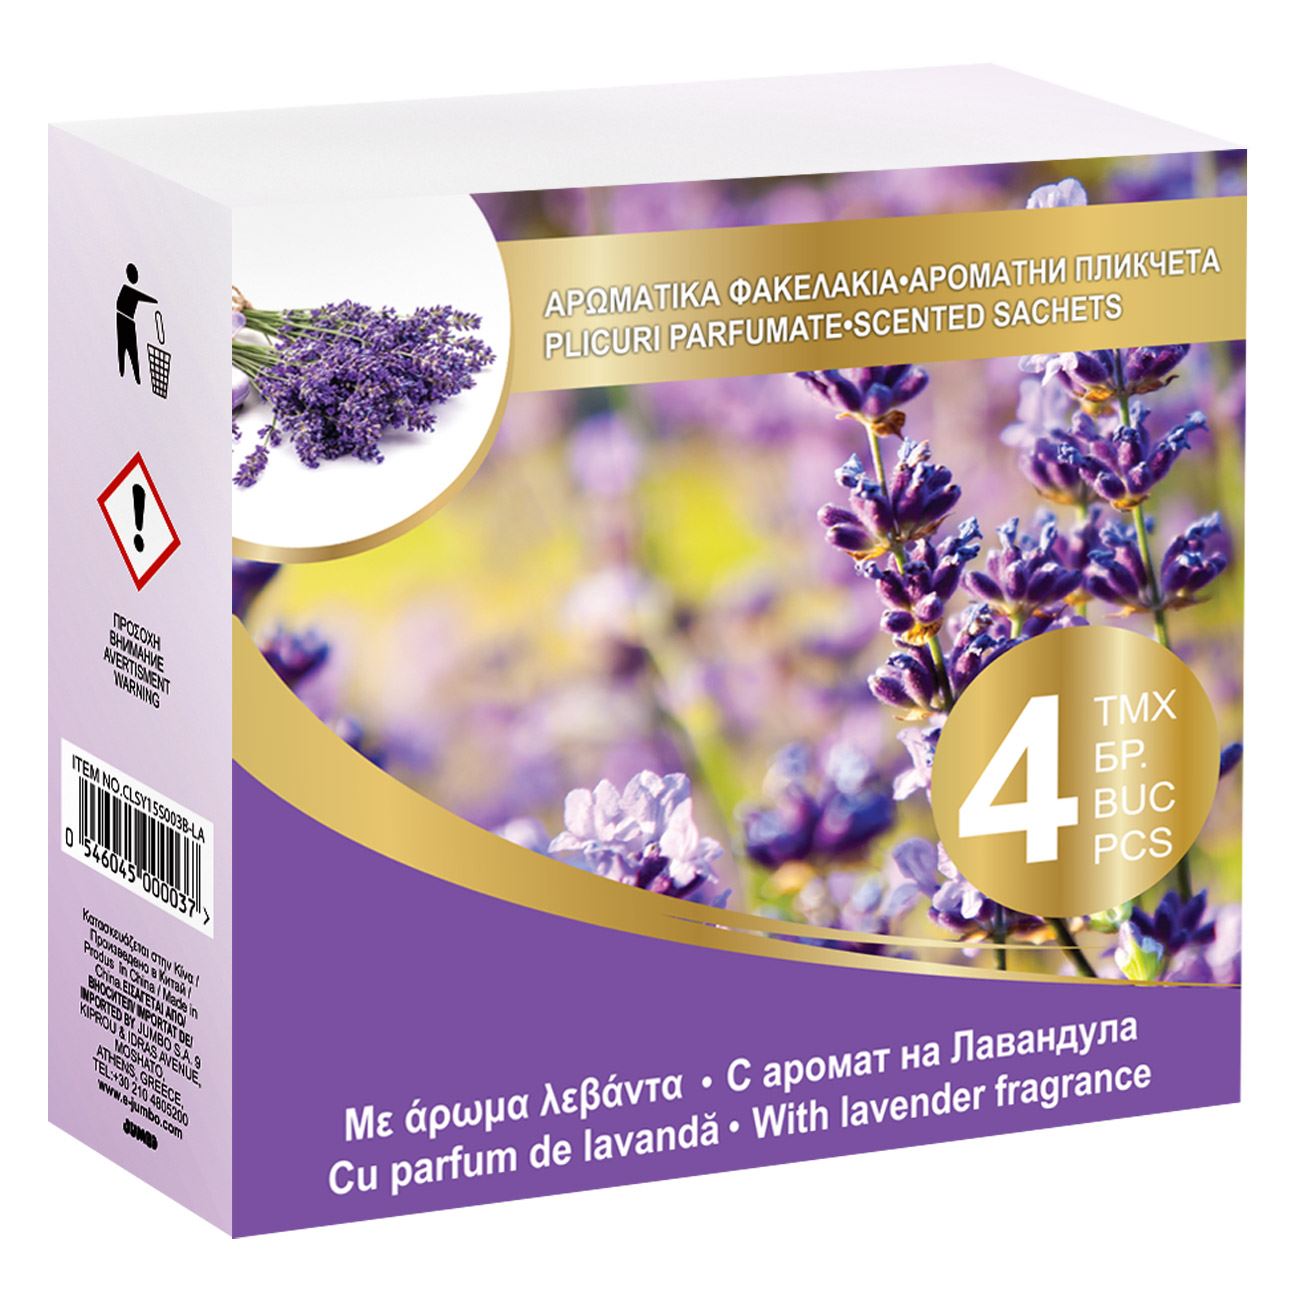 ΑΡΩΜΑΤΙΚΑ ΦΑΚΕΛΑΚΙΑ•АРОМАТНИ ПЛИКЧЕТА
PLICURI PARFUMATE•SCENTED SACHETS
4
ΤΜΧ
БР.
BUC
PCS
Με άρωμα λεβάντα • С аромат на Лавандула
Cu parfum de lavandă • With lavender fragrance
ΠΡΟΣΟΧΗ
ВНИМАНИЕ
AVERTISMENT
WARNING
ITEM NO.CLSY15S003B-LA
0 546045 000037 >
Κατασκευάζεται στην Κίνα /
Произведено в Китай /
Produs in China / Made in
China.ΕΙΣΑΓΕΤΑΙ ΑΠΟ/
ВНОСИТЕЛ/ IMPORTAT DE/
IMPORTED BY JUMBO S.A. 9
KIPROU & IDRAS AVENUE,
MOSHATO
ATHENS, GREECE.
TEL:+30 210 4805200
www.e-jumbo.com
JUMBO